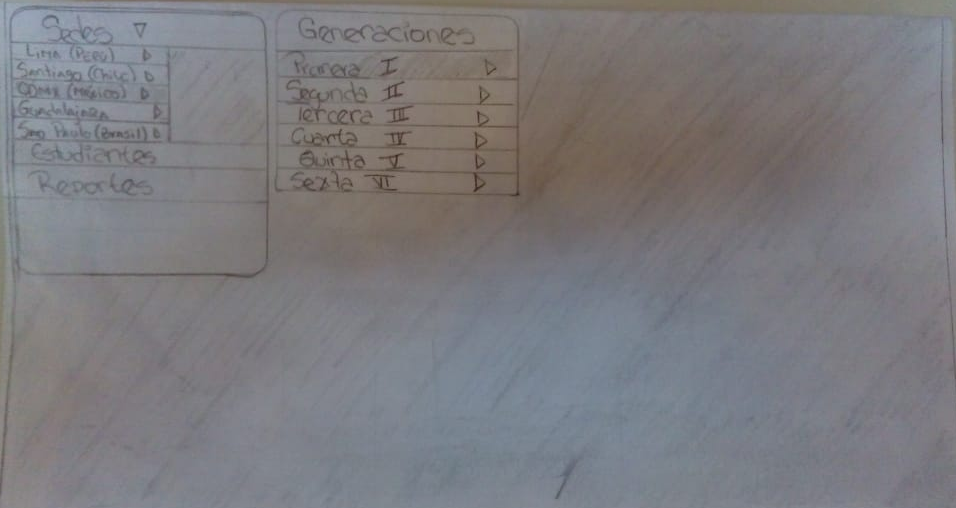 Sedes
Lima (Perú)
Santiago (Chile)
CDMX (México)
Guadalajara
Sao Paulo (Brasil)
Estudiantes
Reportes
Generaciones
Primera I
Segunda II
Tercera III
Cuarta IV
Quinta V
Sexta VI